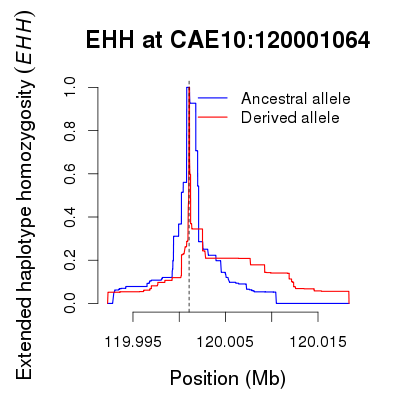 EHH at CAE10:120001064
Extended haplotype homozygosity (EHH)
1.0
0.8
0.6
0.4
0.2
0.0
Ancestral allele
Derived allele
119.995 120.005 120.015
Position (Mb)